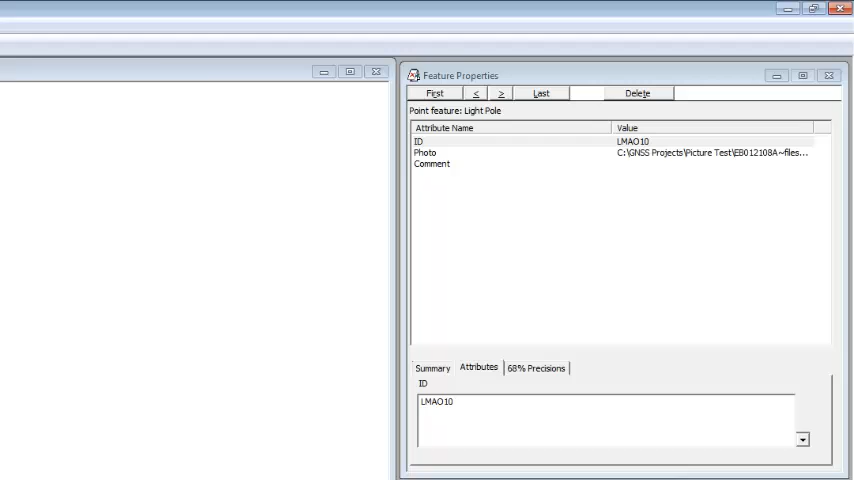 Feature Properties
First < > Last Delete
Point feature: Light Pole
Attribute Name Value
ID LMAO10
Photo C:\GNSS Projects\Picture Test\EB012108A~files...
Comment
Summary Attributes 68% Precisions
ID
LMAO10